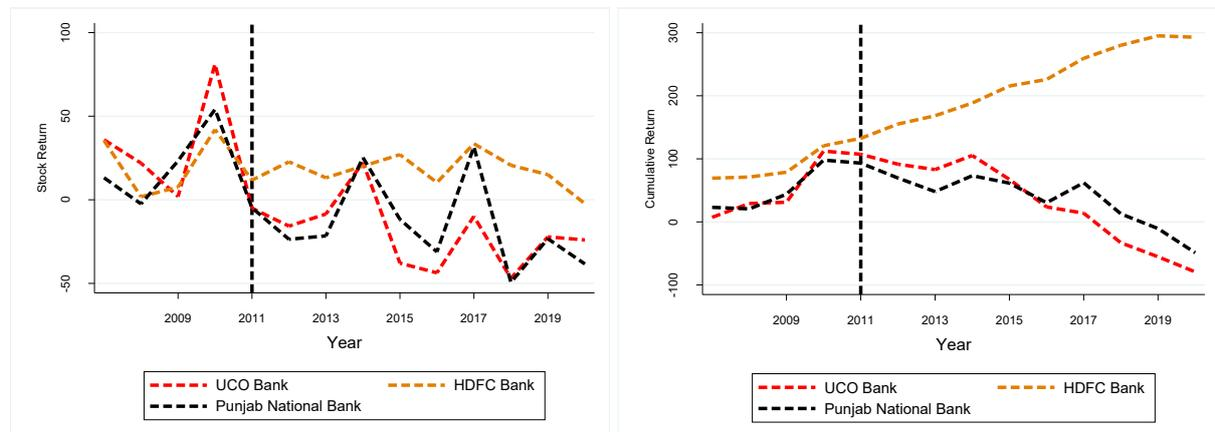 Stock Return
100
50
0
-50
2009 2011 2013 2015 2017 2019
Year
UCO Bank HDFC Bank
Punjab National Bank
Cumulative Return
300
200
100
0
-100
2009 2011 2013 2015 2017 2019
Year
UCO Bank HDFC Bank
Punjab National Bank